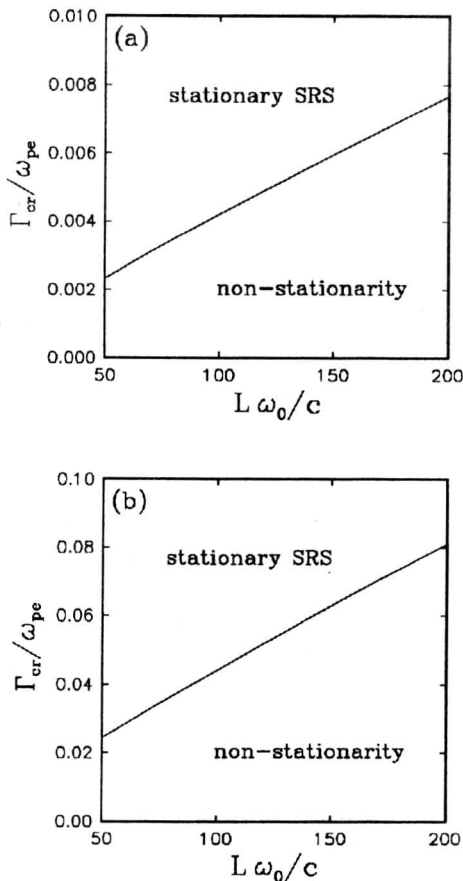 (a)
0.010
0.008
0.006
0.004
0.002
0.000
Γcr/ωpe
stationary SRS
non-stationarity
50
100
150
200
L ω0/c
(b)
0.10
0.08
0.06
0.04
0.02
0.00
Γcr/ωpe
stationary SRS
non-stationarity
50
100
150
200
L ω0/c